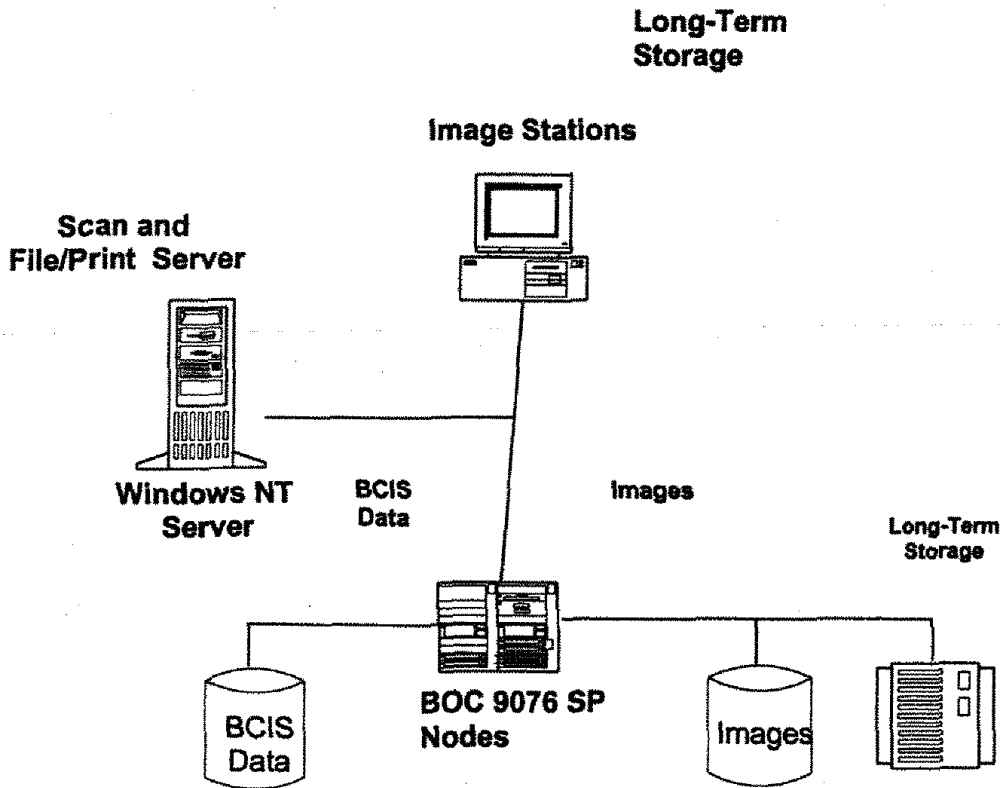 Long-Term
Storage
Image Stations
Scan and
File/Print Server
Windows NT
Server
BCIS
Data
Images
Long-Term
Storage
BOC 9076 SP
Nodes
BCIS
Data
Images